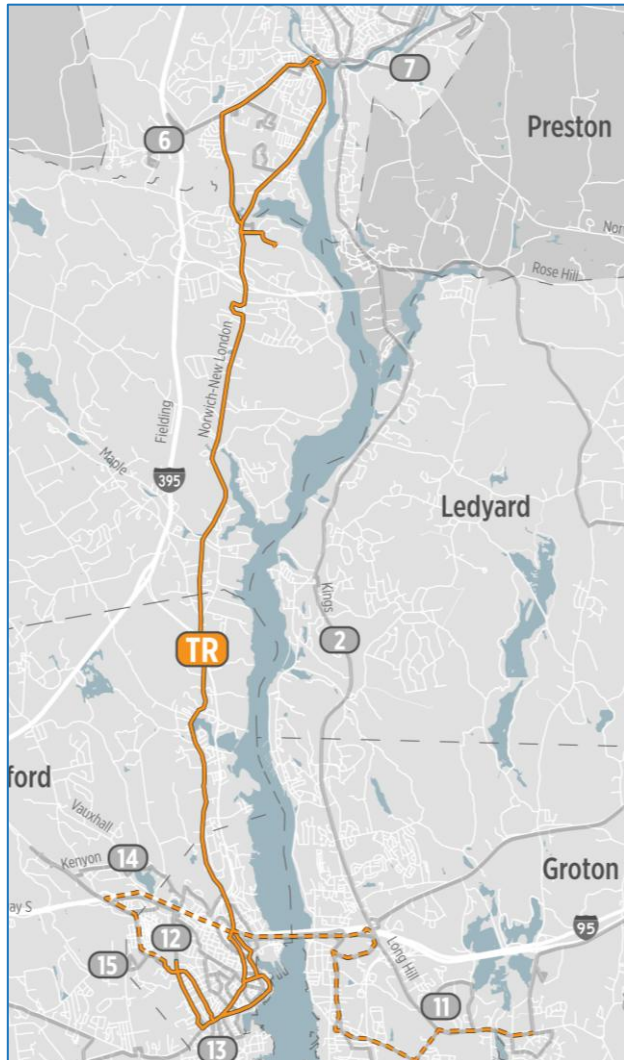 7
6
Preston
Rose Hill
Norwich-New London
Fielding
Maple
395
Ledyard
Kings
TR
2
ford
Vauxhall
Kenyon
14
Groton
ay S
95
12
Long Hill
15
11
13